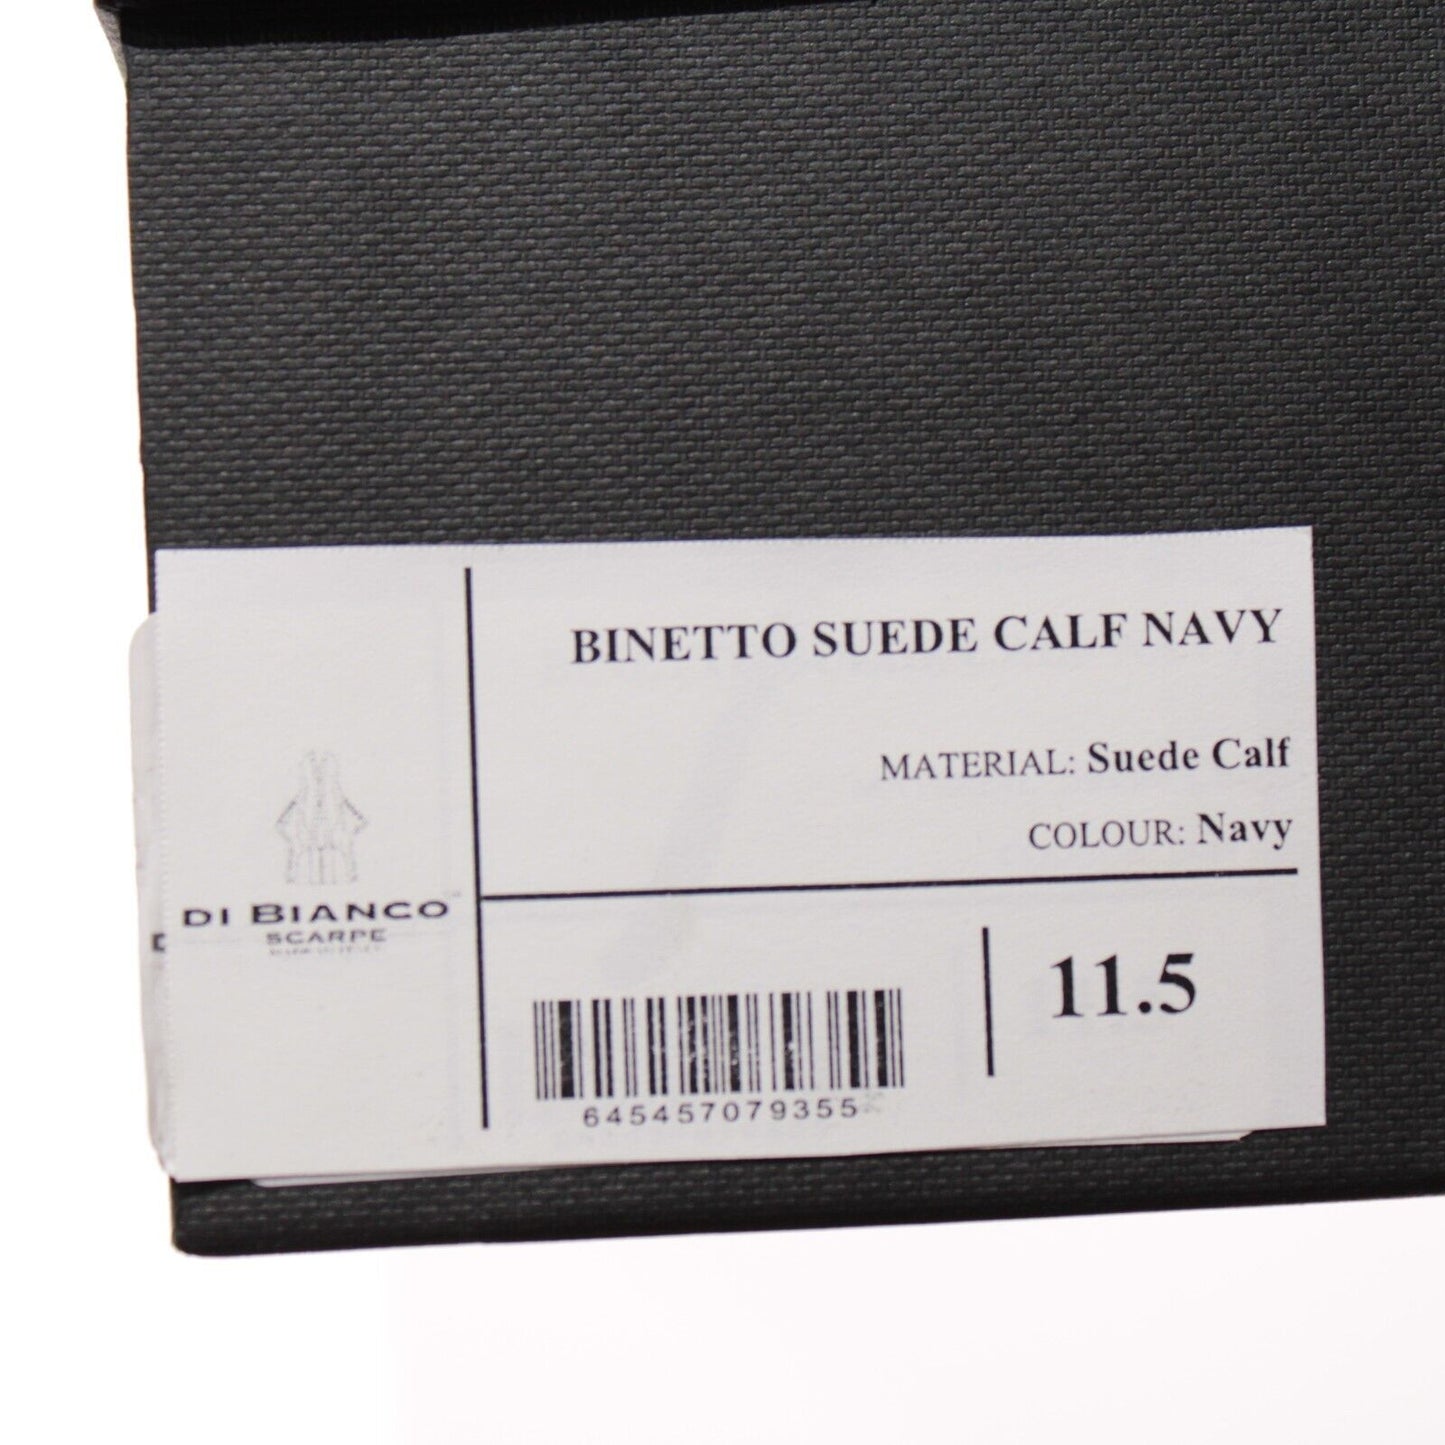 BINETTO SUEDE CALF NAVY
MATERIAL: Suede Calf
COLOUR: Navy
DI BIANCO
SCARPE
11.5
645457079355